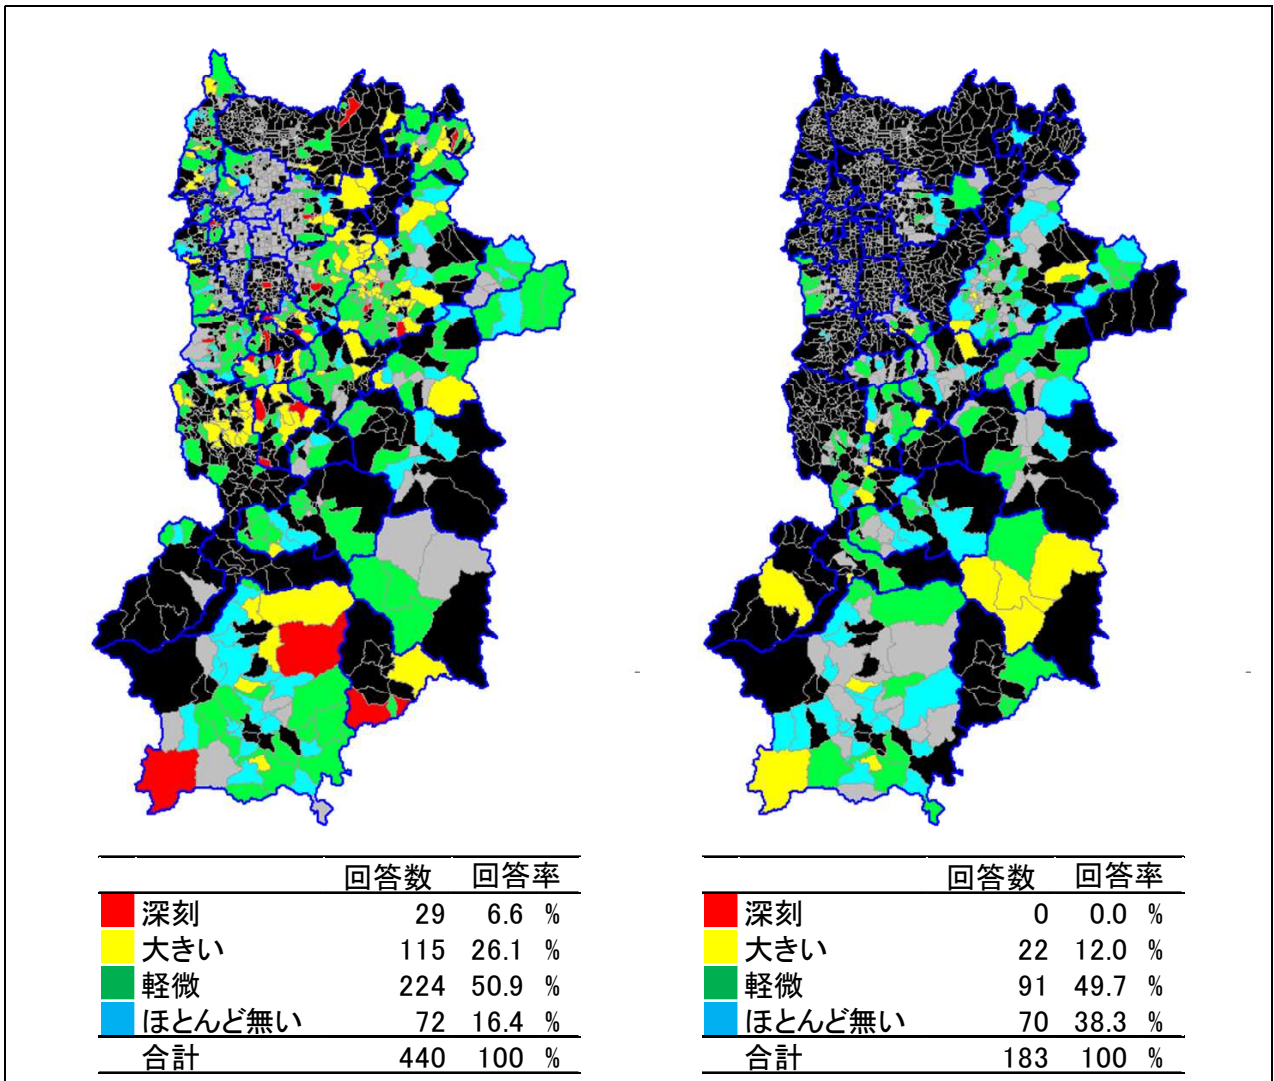 回答数 回答率
深刻 29 6.6 %
大きい 115 26.1 %
軽微 224 50.9 %
ほとんど無い 72 16.4 %
合計 440 100 %
回答数 回答率
深刻 0 0.0 %
大きい 22 12.0 %
軽微 91 49.7 %
ほとんど無い 70 38.3 %
合計 183 100 %